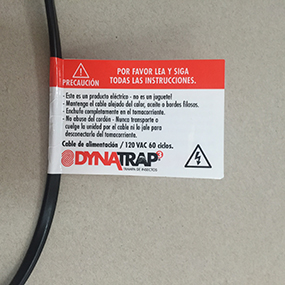 PRECAUCIÓN
POR FAVOR LEA Y SIGA
TODAS LAS INSTRUCCIONES.
- Este es un producto eléctrico - no es un juguete!
- Mantenga el cable alejado del calor, aceite o bordes filosos.
- Enchufe completamente en el tomacorriente.
- No abuse del cordón - Nunca transporte o
cuelge la unidad por el cable ni lo jale para
desconectarlo del tomacorriente.
Cable de alimentación / 120 VAC 60 ciclos.
DYNATRAP®
TRAMPA DE INSECTOS